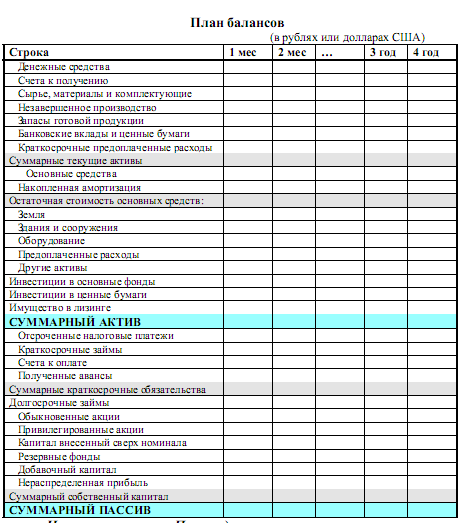 План балансов
(в рублях или долларах США)
Строка 1 мес 2 мес … 3 год 4 год
Денежные средства
Счета к получению
Сырье, материалы и комплектующие
Незавершенное производство
Запасы готовой продукции
Банковские вклады и ценные бумаги
Краткосрочные предоплаченные расходы
Суммарные текущие активы
Основные средства
Накопленная амортизация
Остаточная стоимость основных средств:
Земля
Здания и сооружения
Оборудование
Предоплаченные расходы
Другие активы
Инвестиции в основные фонды
Инвестиции в ценные бумаги
Имущество в лизинге
СУММАРНЫЙ АКТИВ
Отсроченные налоговые платежи
Краткосрочные займы
Счета к оплате
Полученные авансы
Суммарные краткосрочные обязательства
Долгосрочные займы
Обыкновенные акции
Привилегированные акции
Капитал внесенный сверх номинала
Резервные фонды
Добавочный капитал
Нераспределенная прибыль
Суммарный собственный капитал
СУММАРНЫЙ ПАССИВ